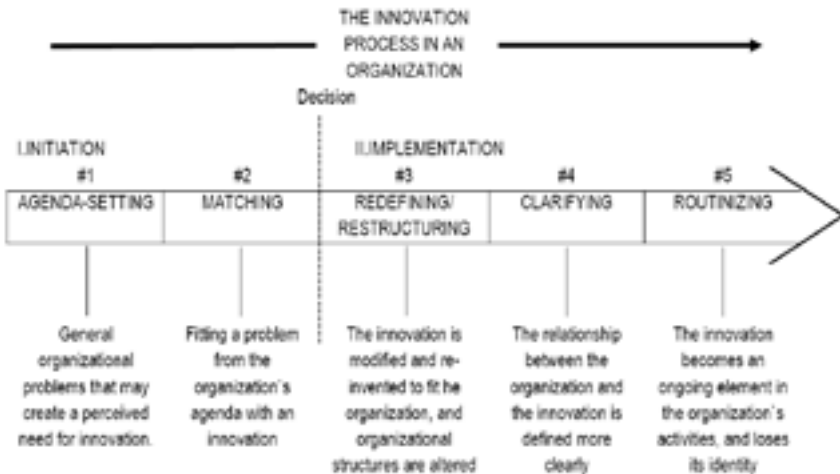 THE INNOVATION
PROCESS IN AN
ORGANIZATION
Decision
I.INITIATION
II.IMPLEMENTATION
#1
#2
#3
#4
#5
AGENDA-SETTING
MATCHING
REDEFINING/
RESTRUCTURING
CLARIFYING
ROUTINIZING
General
organizational
problems that may
create a perceived
need for innovation.
Fitting a problem
from the
organization`s
agenda with an
innovation
The innovation is
modified and re-
invented to fit he
organization, and
organizational
structures are altered
The relationship
between the
organization and
the innovation is
defined more
clearly
The innovation
becomes an
ongoing element in
the organization`s
activities, and loses
its identity